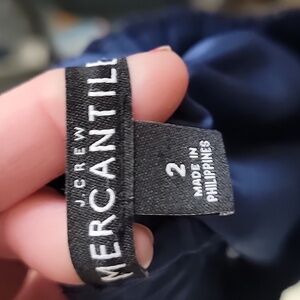 J.CREW
MERCANTILE
2
MADE IN
PHILIPPINES